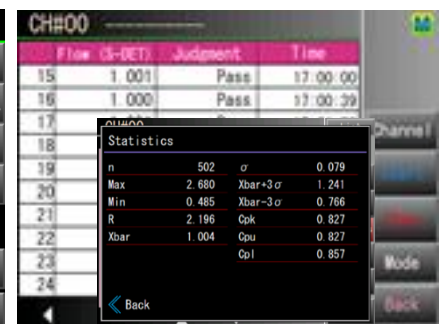 CH#00 ----------
Flow (S-DET) Judgment Time
15 1.001 Pass 17:00:00
16 1.000 Pass 17:00:39
17
18
19
20
21
22
23
24
Channel
Mode
Back
Statistics
n 502 σ 0.079
Max 2.680 Xbar+3σ 1.241
Min 0.485 Xbar-3σ 0.766
R 2.196 Cpk 0.827
Xbar 1.004 Cpu 0.827
Cpl 0.857
Back